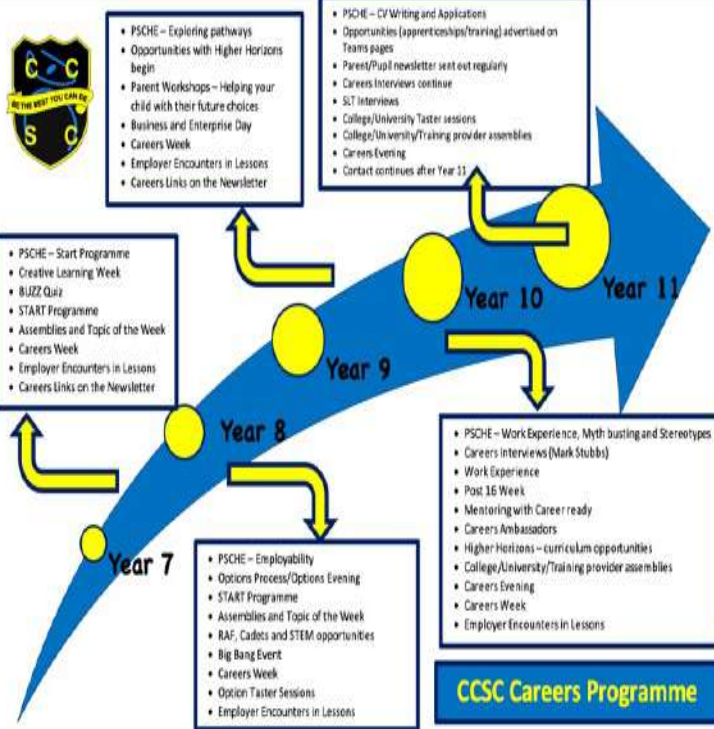 C C
BE THE BEST YOU CAN BE
S C
• PSCHE – Exploring pathways
• Opportunities with Higher Horizons
begin
• Parent Workshops – Helping your
child with their future choices
• Business and Enterprise Day
• Careers Week
• Employer Encounters in Lessons
• Careers Links on the Newsletter
• PSCHE – CV Writing and Applications
• Opportunities (apprenticeships/training) advertised on
Teams pages
• Parent/Pupil newsletter sent out regularly
• Careers Interviews continue
• SLT Interviews
• College/University Taster sessions
• College/University/Training provider assemblies
• Careers Evening
• Contact continues after Year 11
• PSCHE – Start Programme
• Creative Learning Week
• BUZZ Quiz
• START Programme
• Assemblies and Topic of the Week
• Careers Week
• Employer Encounters in Lessons
• Careers Links on the Newsletter
Year 7
Year 8
Year 9
Year 10
Year 11
• PSCHE – Employability
• Options Process/Options Evening
• START Programme
• Assemblies and Topic of the Week
• RAF, Cadets and STEM opportunities
• Big Bang Event
• Careers Week
• Option Taster Sessions
• Employer Encounters in Lessons
• PSCHE – Work Experience, Myth busting and Stereotypes
• Careers Interviews (Mark Stubbs)
• Work Experience
• Post 16 Week
• Mentoring with Career ready
• Careers Ambassadors
• Higher Horizons – curriculum opportunities
• College/University/Training provider assemblies
• Careers Evening
• Careers Week
• Employer Encounters in Lessons
CCSC Careers Programme